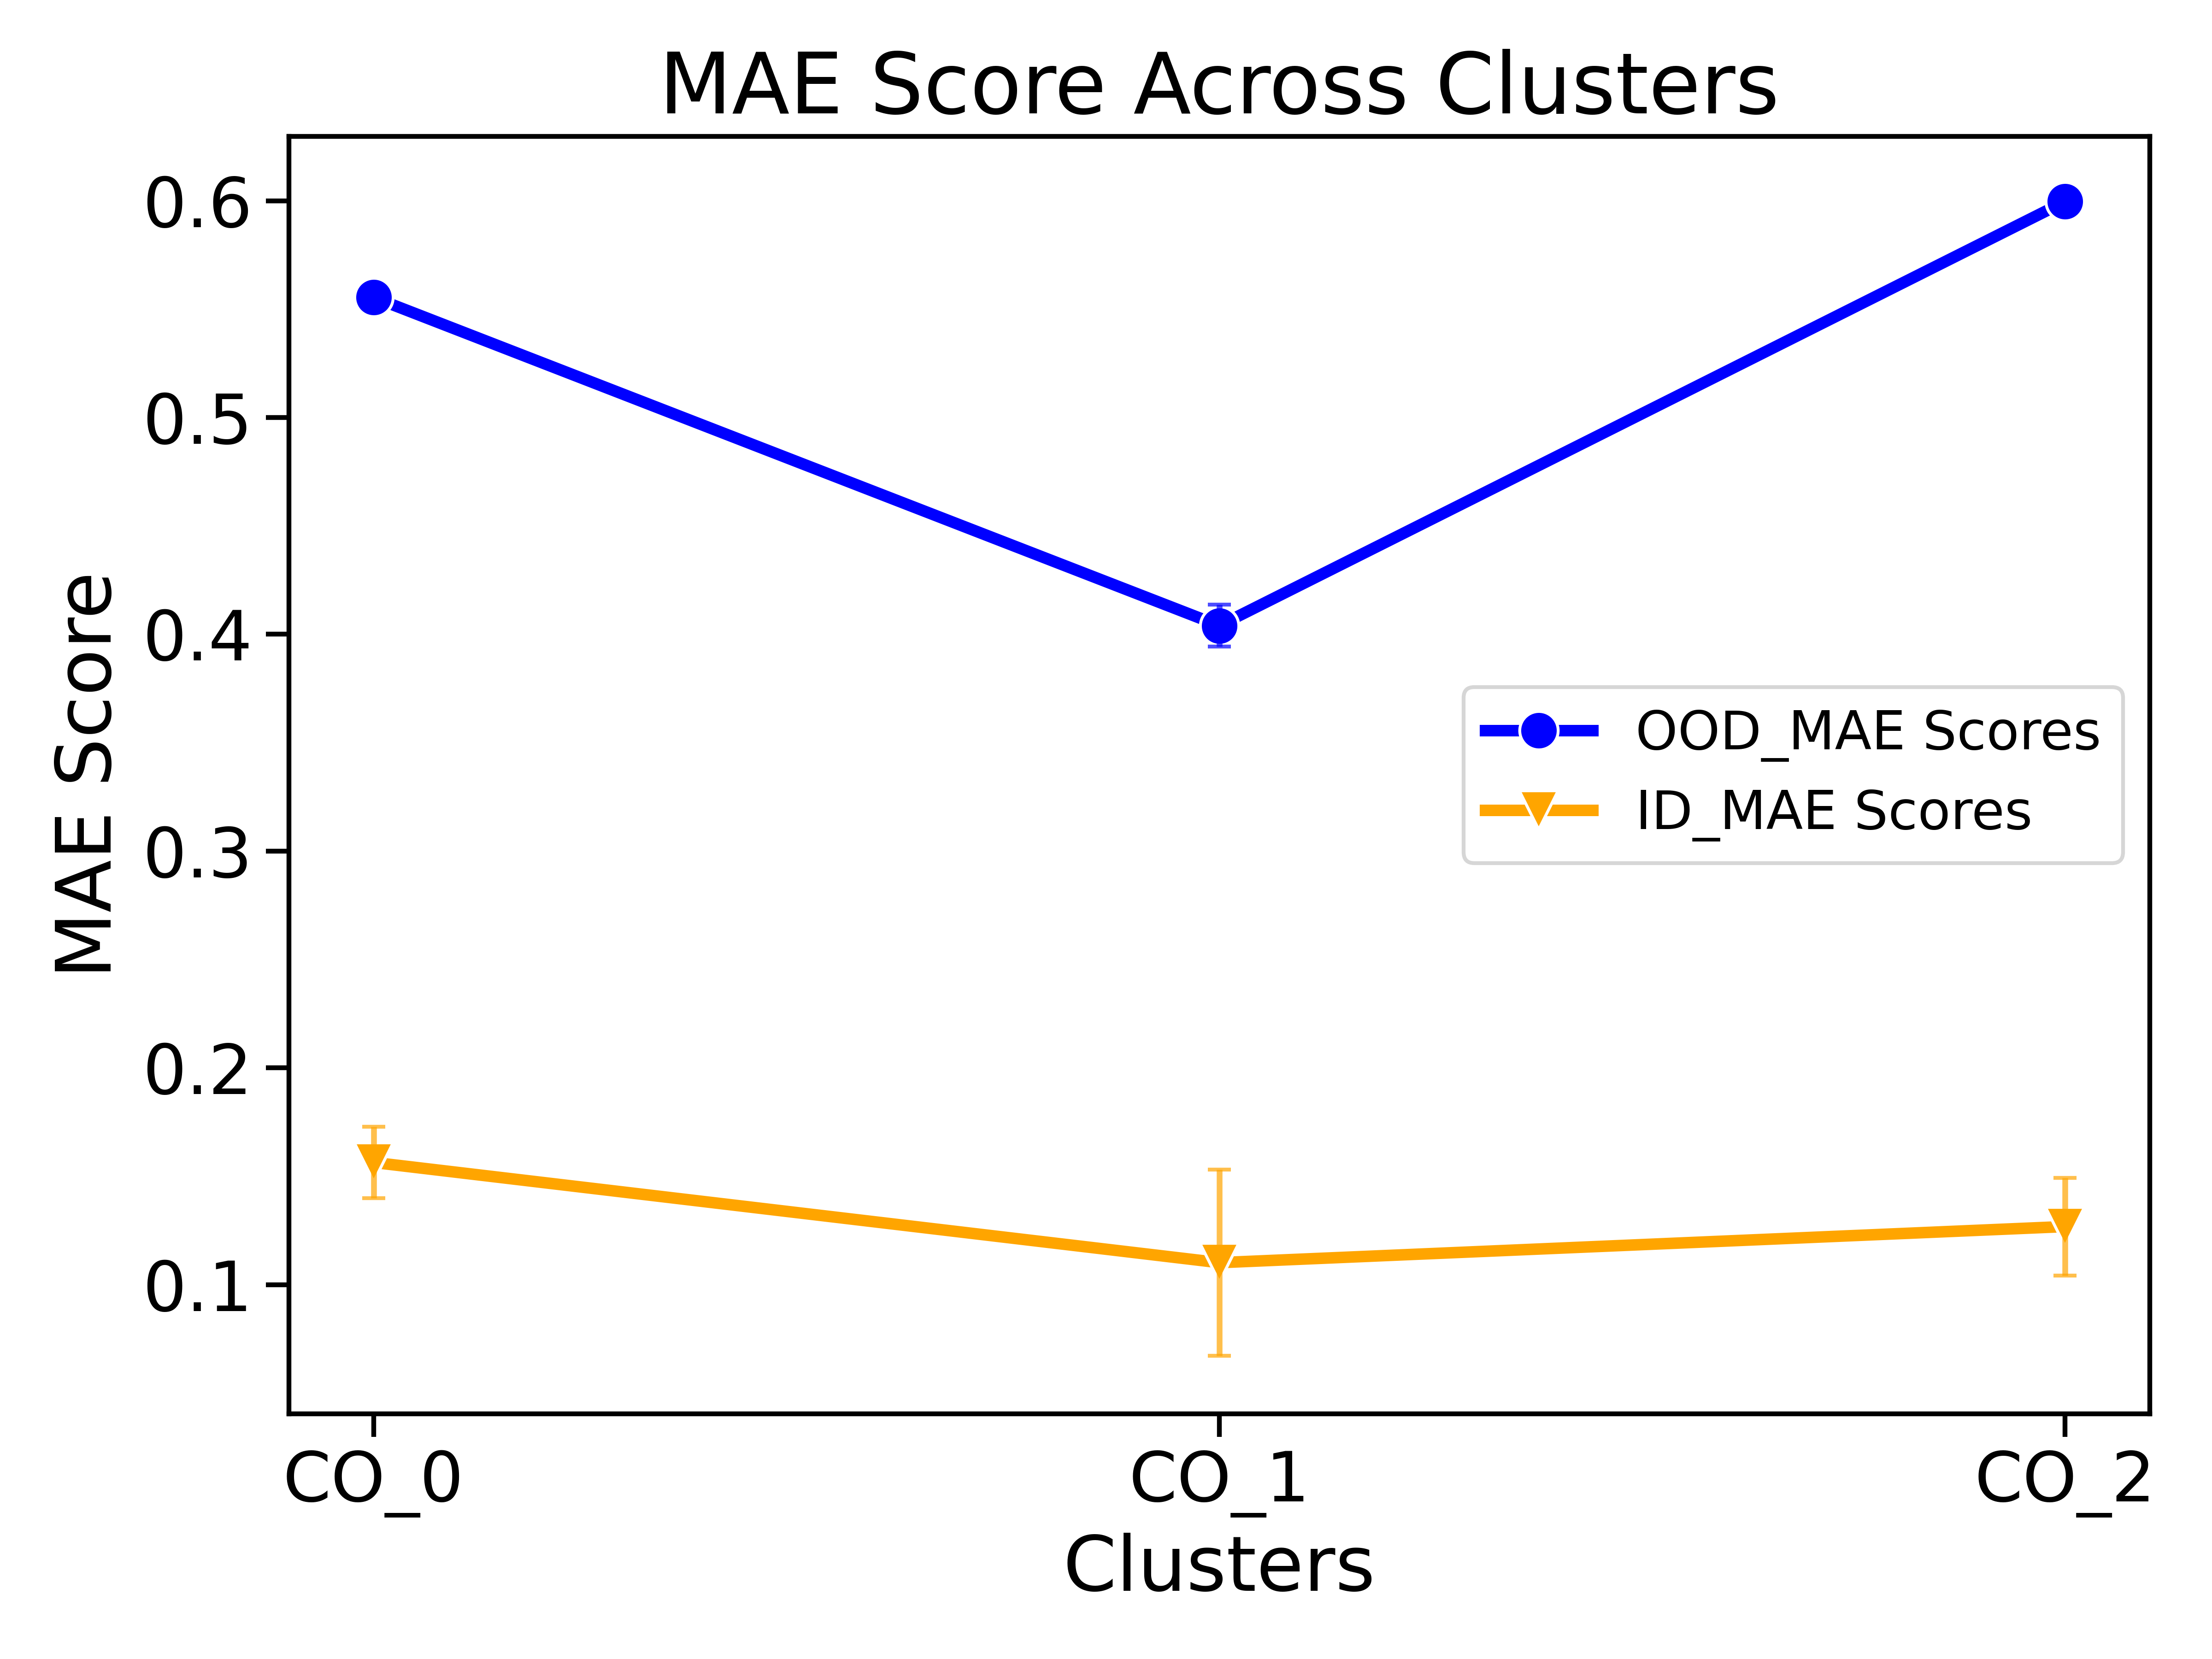 MAE Score Across Clusters
MAE Score
0.6
0.5
0.4
0.3
0.2
0.1
OOD_MAE Scores
ID_MAE Scores
CO_0
CO_1
CO_2
Clusters